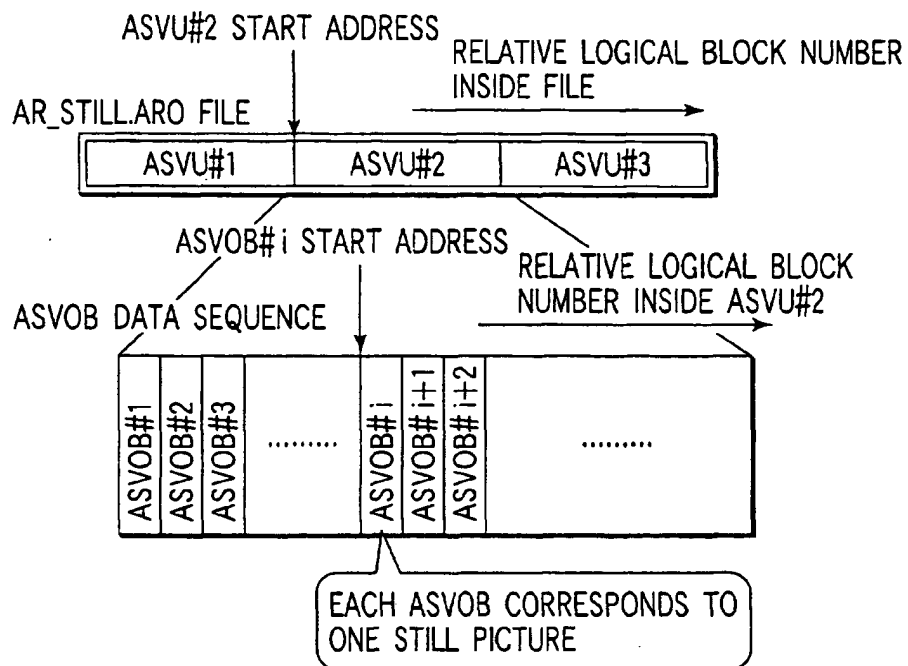 ASVU#2 START ADDRESS
RELATIVE LOGICAL BLOCK NUMBER
INSIDE FILE
AR_STILL.ARO FILE
ASVU#1
ASVU#2
ASVU#3
ASVOB#i START ADDRESS
RELATIVE LOGICAL BLOCK
NUMBER INSIDE ASVU#2
ASVOB DATA SEQUENCE
ASVOB#1
ASVOB#2
ASVOB#3
·········
ASVOB#i
ASVOB#i+1
ASVOB#i+2
·········
EACH ASVOB CORRESPONDS TO
ONE STILL PICTURE